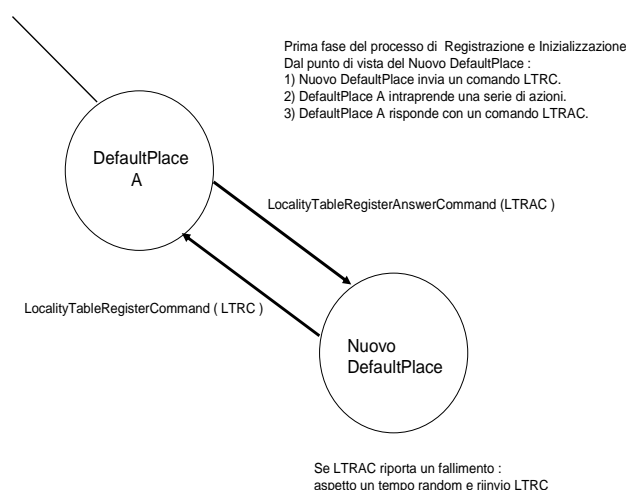 Prima fase del processo di Registrazione e Inizializzazione
Dal punto di vista del Nuovo DefaultPlace :
1) Nuovo DefaultPlace invia un comando LTRC.
2) DefaultPlace A intraprende una serie di azioni.
3) DefaultPlace A risponde con un comando LTRAC.
DefaultPlace
A
LocalityTableRegisterAnswerCommand (LTRAC )
LocalityTableRegisterCommand ( LTRC )
Nuovo
DefaultPlace
Se LTRAC riporta un fallimento :
aspetto un tempo random e riinvio LTRC